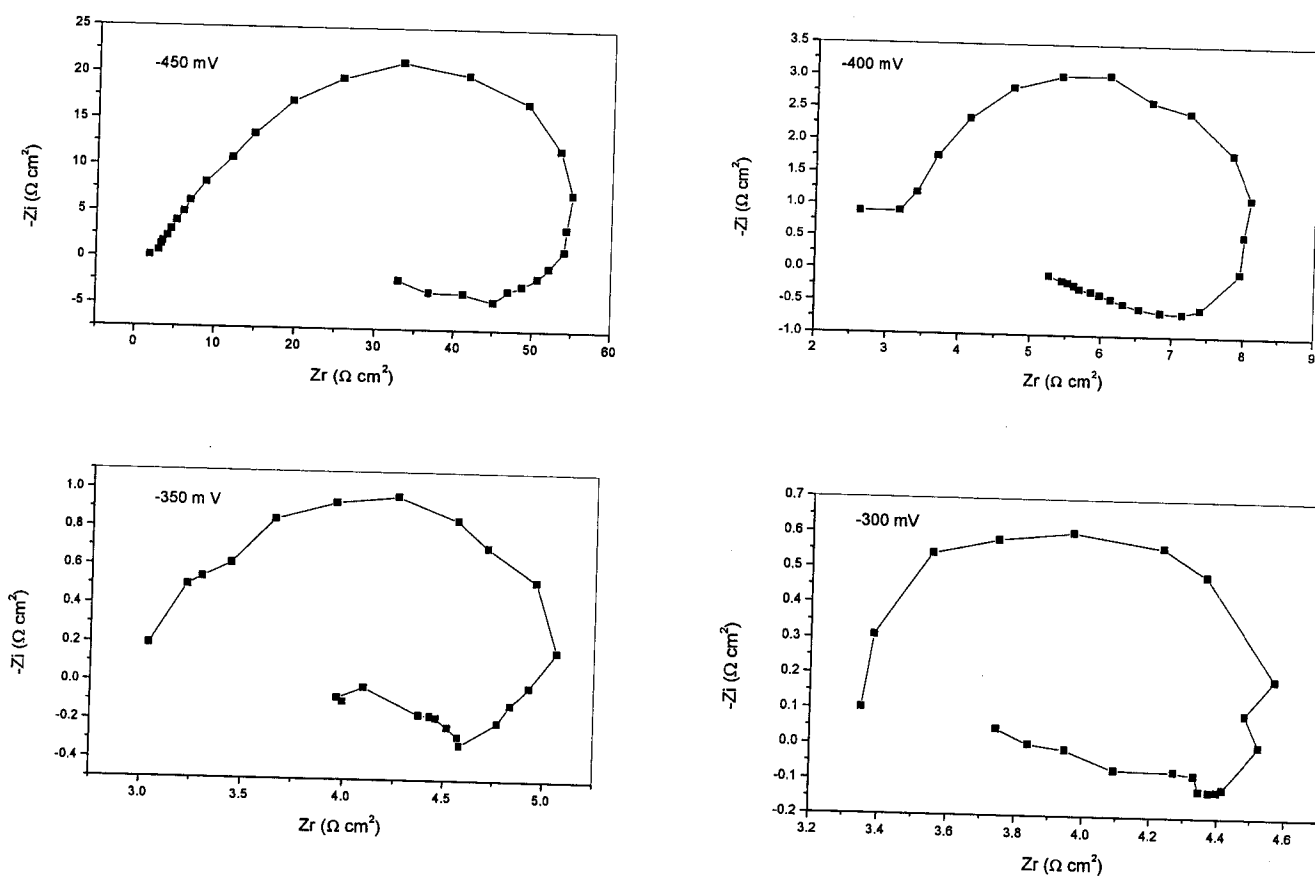 -450 mV
25
20
15
10
5
0
-5
-Zi (Ω cm²)
0 10 20 30 40 50 60
Zr (Ω cm²)
-400 mV
3.5
3.0
2.5
2.0
1.5
1.0
0.5
0.0
-0.5
-1.0
-Zi (Ω cm²)
2 3 4 5 6 7 8 9
Zr (Ω cm²)
-350 m V
1.0
0.8
0.6
0.4
0.2
0.0
-0.2
-0.4
-Zi (Ω cm²)
3.0 3.5 4.0 4.5 5.0
Zr (Ω cm²)
-300 mV
0.7
0.6
0.5
0.4
0.3
0.2
0.1
0.0
-0.1
-0.2
-Zi (Ω cm²)
3.2 3.4 3.6 3.8 4.0 4.2 4.4 4.6
Zr (Ω cm²)